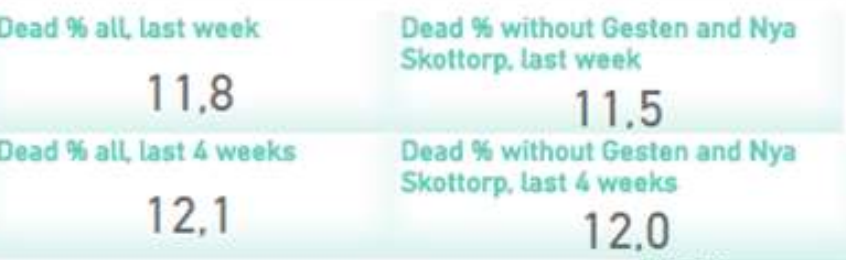 Dead % all, last week
11,8
Dead % without Gesten and Nya
Skottorp, last week
11,5
Dead % all, last 4 weeks
12,1
Dead % without Gesten and Nya
Skottorp, last 4 weeks
12,0